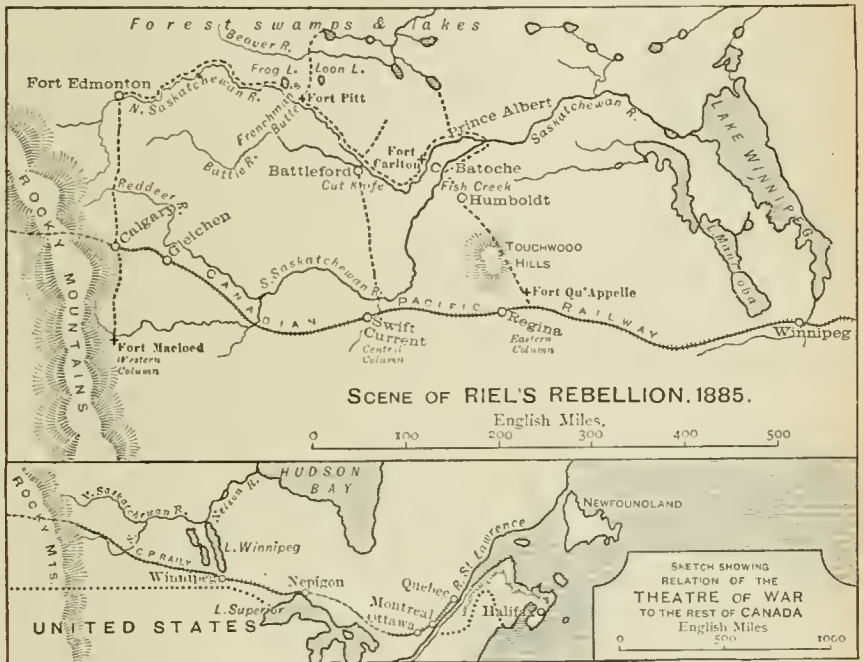 Forest swamps & lakes
Beaver R.
Frog L.
Loon L.
Fort Edmonton
N. Saskatchewan R.
Fort Pitt
Frenchman's
Butte
Battle R.
Prince Albert
Saskatchewan R.
Fort
Carlton
Batoche
Battleford
Cut Knife
Fish Creek
Humboldt
LAKE WINNIPEG
L. Manitoba
ROCKY MOUNTAINS
Reddeer R.
Calgary
Gleichen
TOUCHWOOD
HILLS
S. Saskatchewan R.
Fort Qu'Appelle
CANADIAN PACIFIC RAILWAY
Fort Macloed
Western
Column
Swift
Current
Central
Column
Regina
Eastern
Column
Winnipeg
SCENE OF RIEL'S REBELLION. 1885.
English Miles.
0 100 200 300 400 500
ROCKY MTS.
N. Saskatchewan R.
Nelson R.
HUDSON
BAY
NEWFOUNDLAND
C P RAILY
L. Winnipeg
Winnipeg
Nepigon
L. Superior
Quebec
R. St. Lawrence
Montreal
Ottawa
Halifax
UNITED STATES
SKETCH SHOWING
RELATION OF THE
THEATRE OF WAR
TO THE REST OF CANADA
English Miles
0 500 1000